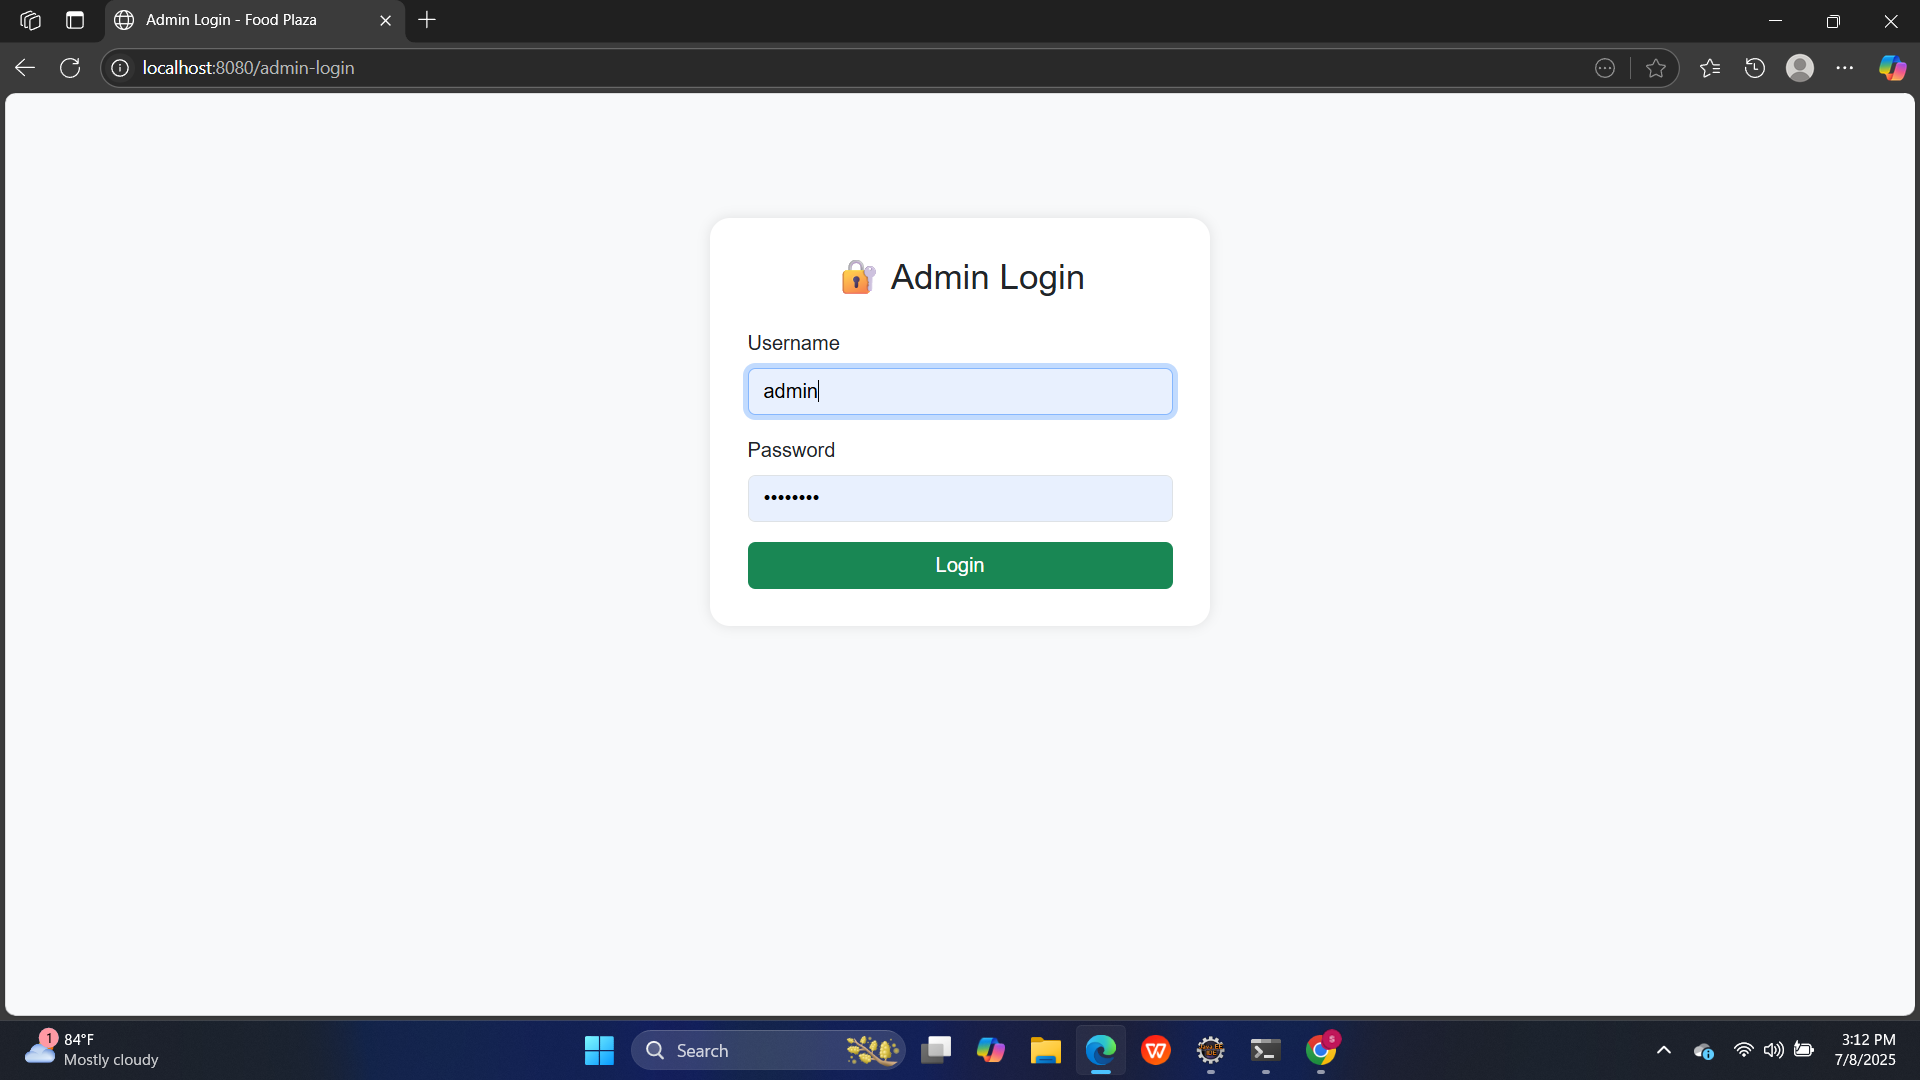 Admin Login - Food Plaza
localhost:8080/admin-login
Admin Login
Username
admin
Password
••••••••
Login
1
84°F
Mostly cloudy
Search
3:12 PM
7/8/2025